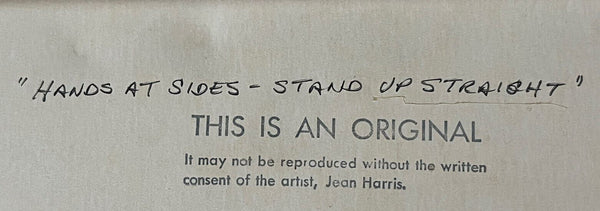 "HANDS AT SIDES - STAND UP STRAIGHT"
THIS IS AN ORIGINAL
It may not be reproduced without the written
consent of the artist, Jean Harris.